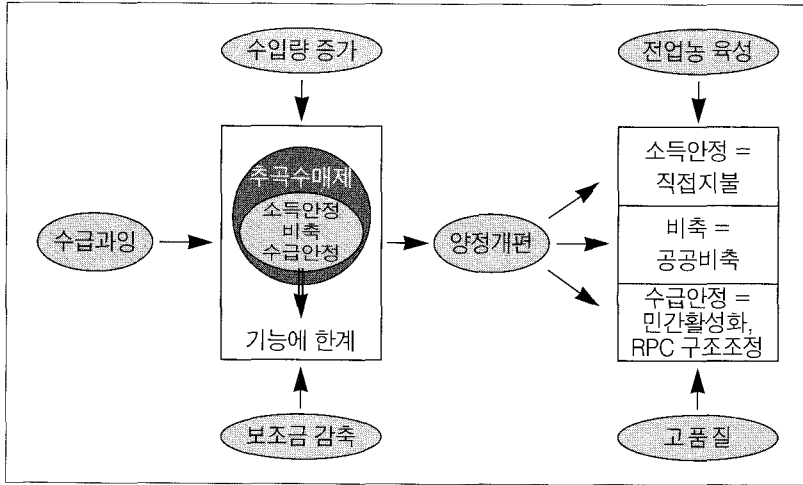 수입량 증가
전업농 육성
추곡수매제
소득안정
비축
수급안정
기능에 한계
수급과잉
양정개편
소득안정 =
직접지불
비축 =
공공비축
수급안정 =
민간활성화,
RPC 구조조정
보조금 감축
고품질